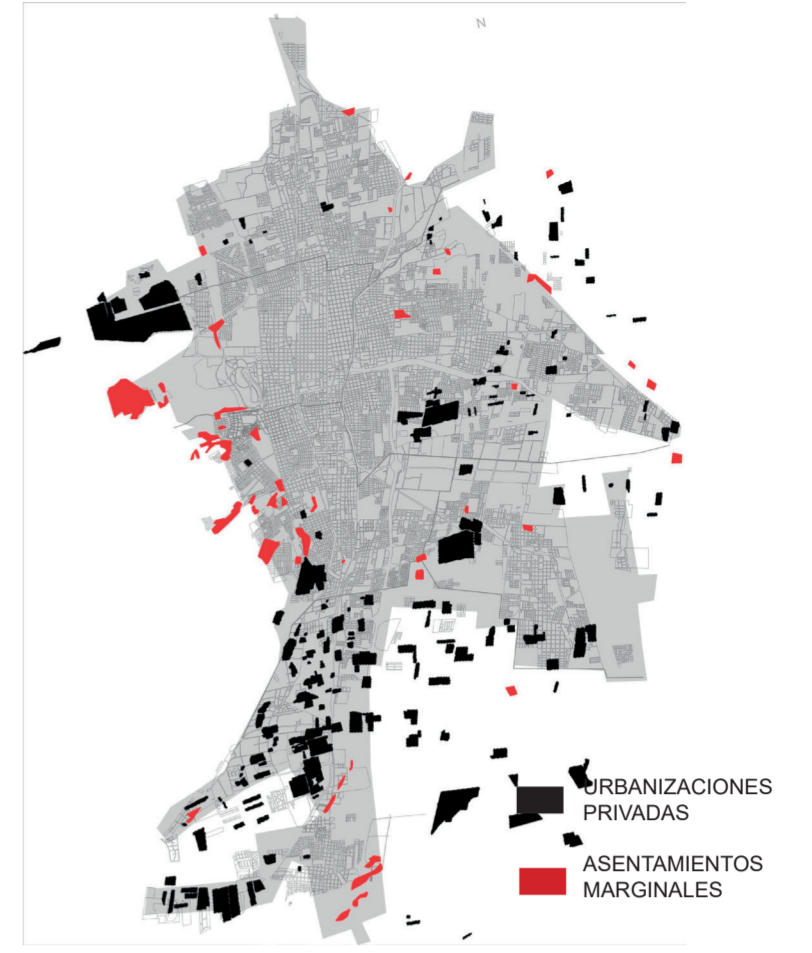 N
URBANIZACIONES
PRIVADAS
ASENTAMIENTOS
MARGINALES